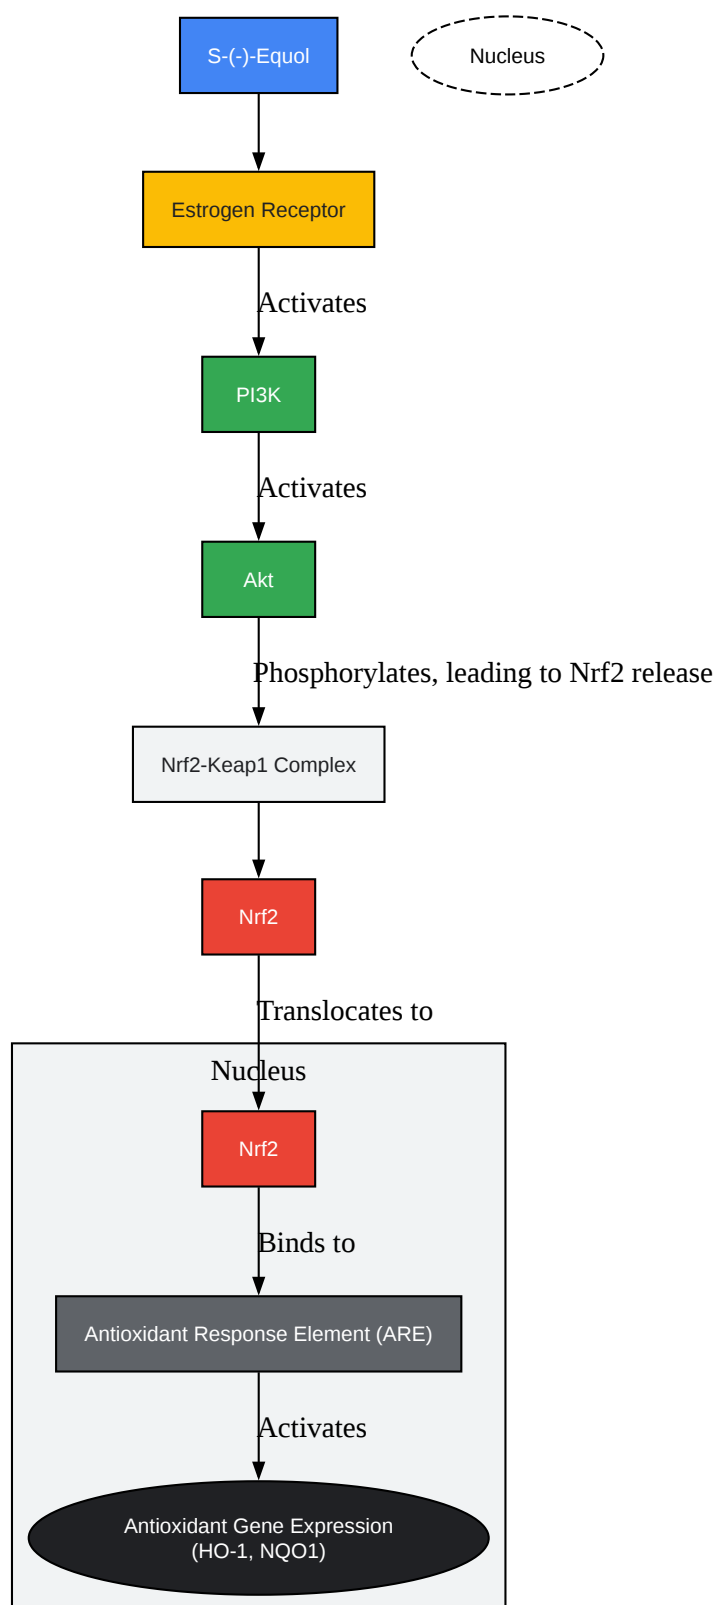 S-(-)-Equol
Nucleus
Estrogen Receptor
Activates
PI3K
Activates
Akt
Phosphorylates, leading to Nrf2 release
Nrf2-Keap1 Complex
Nrf2
Translocates to
Nucleus
Nrf2
Binds to
Antioxidant Response Element (ARE)
Activates
Antioxidant Gene Expression
(HO-1, NQO1)